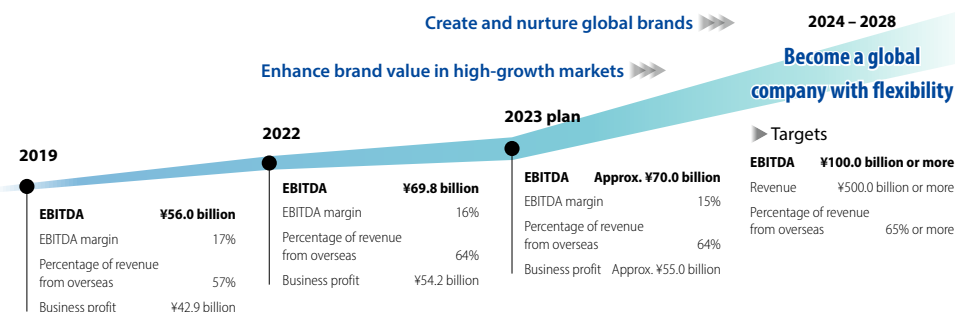 Create and nurture global brands
2024 – 2028
Enhance brand value in high-growth markets
Become a global
company with flexibility
2019
EBITDA ¥56.0 billion
EBITDA margin 17%
Percentage of revenue
from overseas 57%
Business profit ¥42.9 billion
2022
EBITDA ¥69.8 billion
EBITDA margin 16%
Percentage of revenue
from overseas 64%
Business profit ¥54.2 billion
2023 plan
EBITDA Approx. ¥70.0 billion
EBITDA margin 15%
Percentage of revenue
from overseas 64%
Business profit Approx. ¥55.0 billion
Targets
EBITDA ¥100.0 billion or more
Revenue ¥500.0 billion or more
Percentage of revenue
from overseas 65% or more